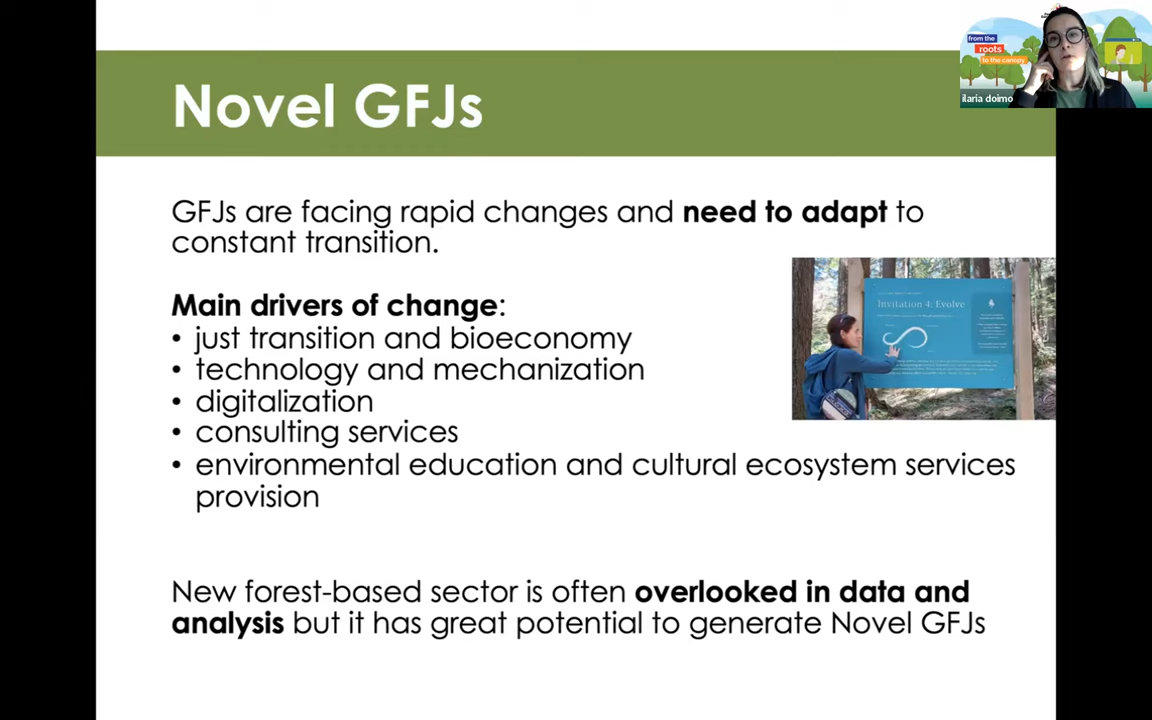 Novel GFJs
from the
roots
to the canopy
ilaria doimo
GFJs are facing rapid changes and need to adapt to
constant transition.
Main drivers of change:
• just transition and bioeconomy
• technology and mechanization
• digitalization
• consulting services
• environmental education and cultural ecosystem services
provision
Invitation 4: Evolve
New forest-based sector is often overlooked in data and
analysis but it has great potential to generate Novel GFJs